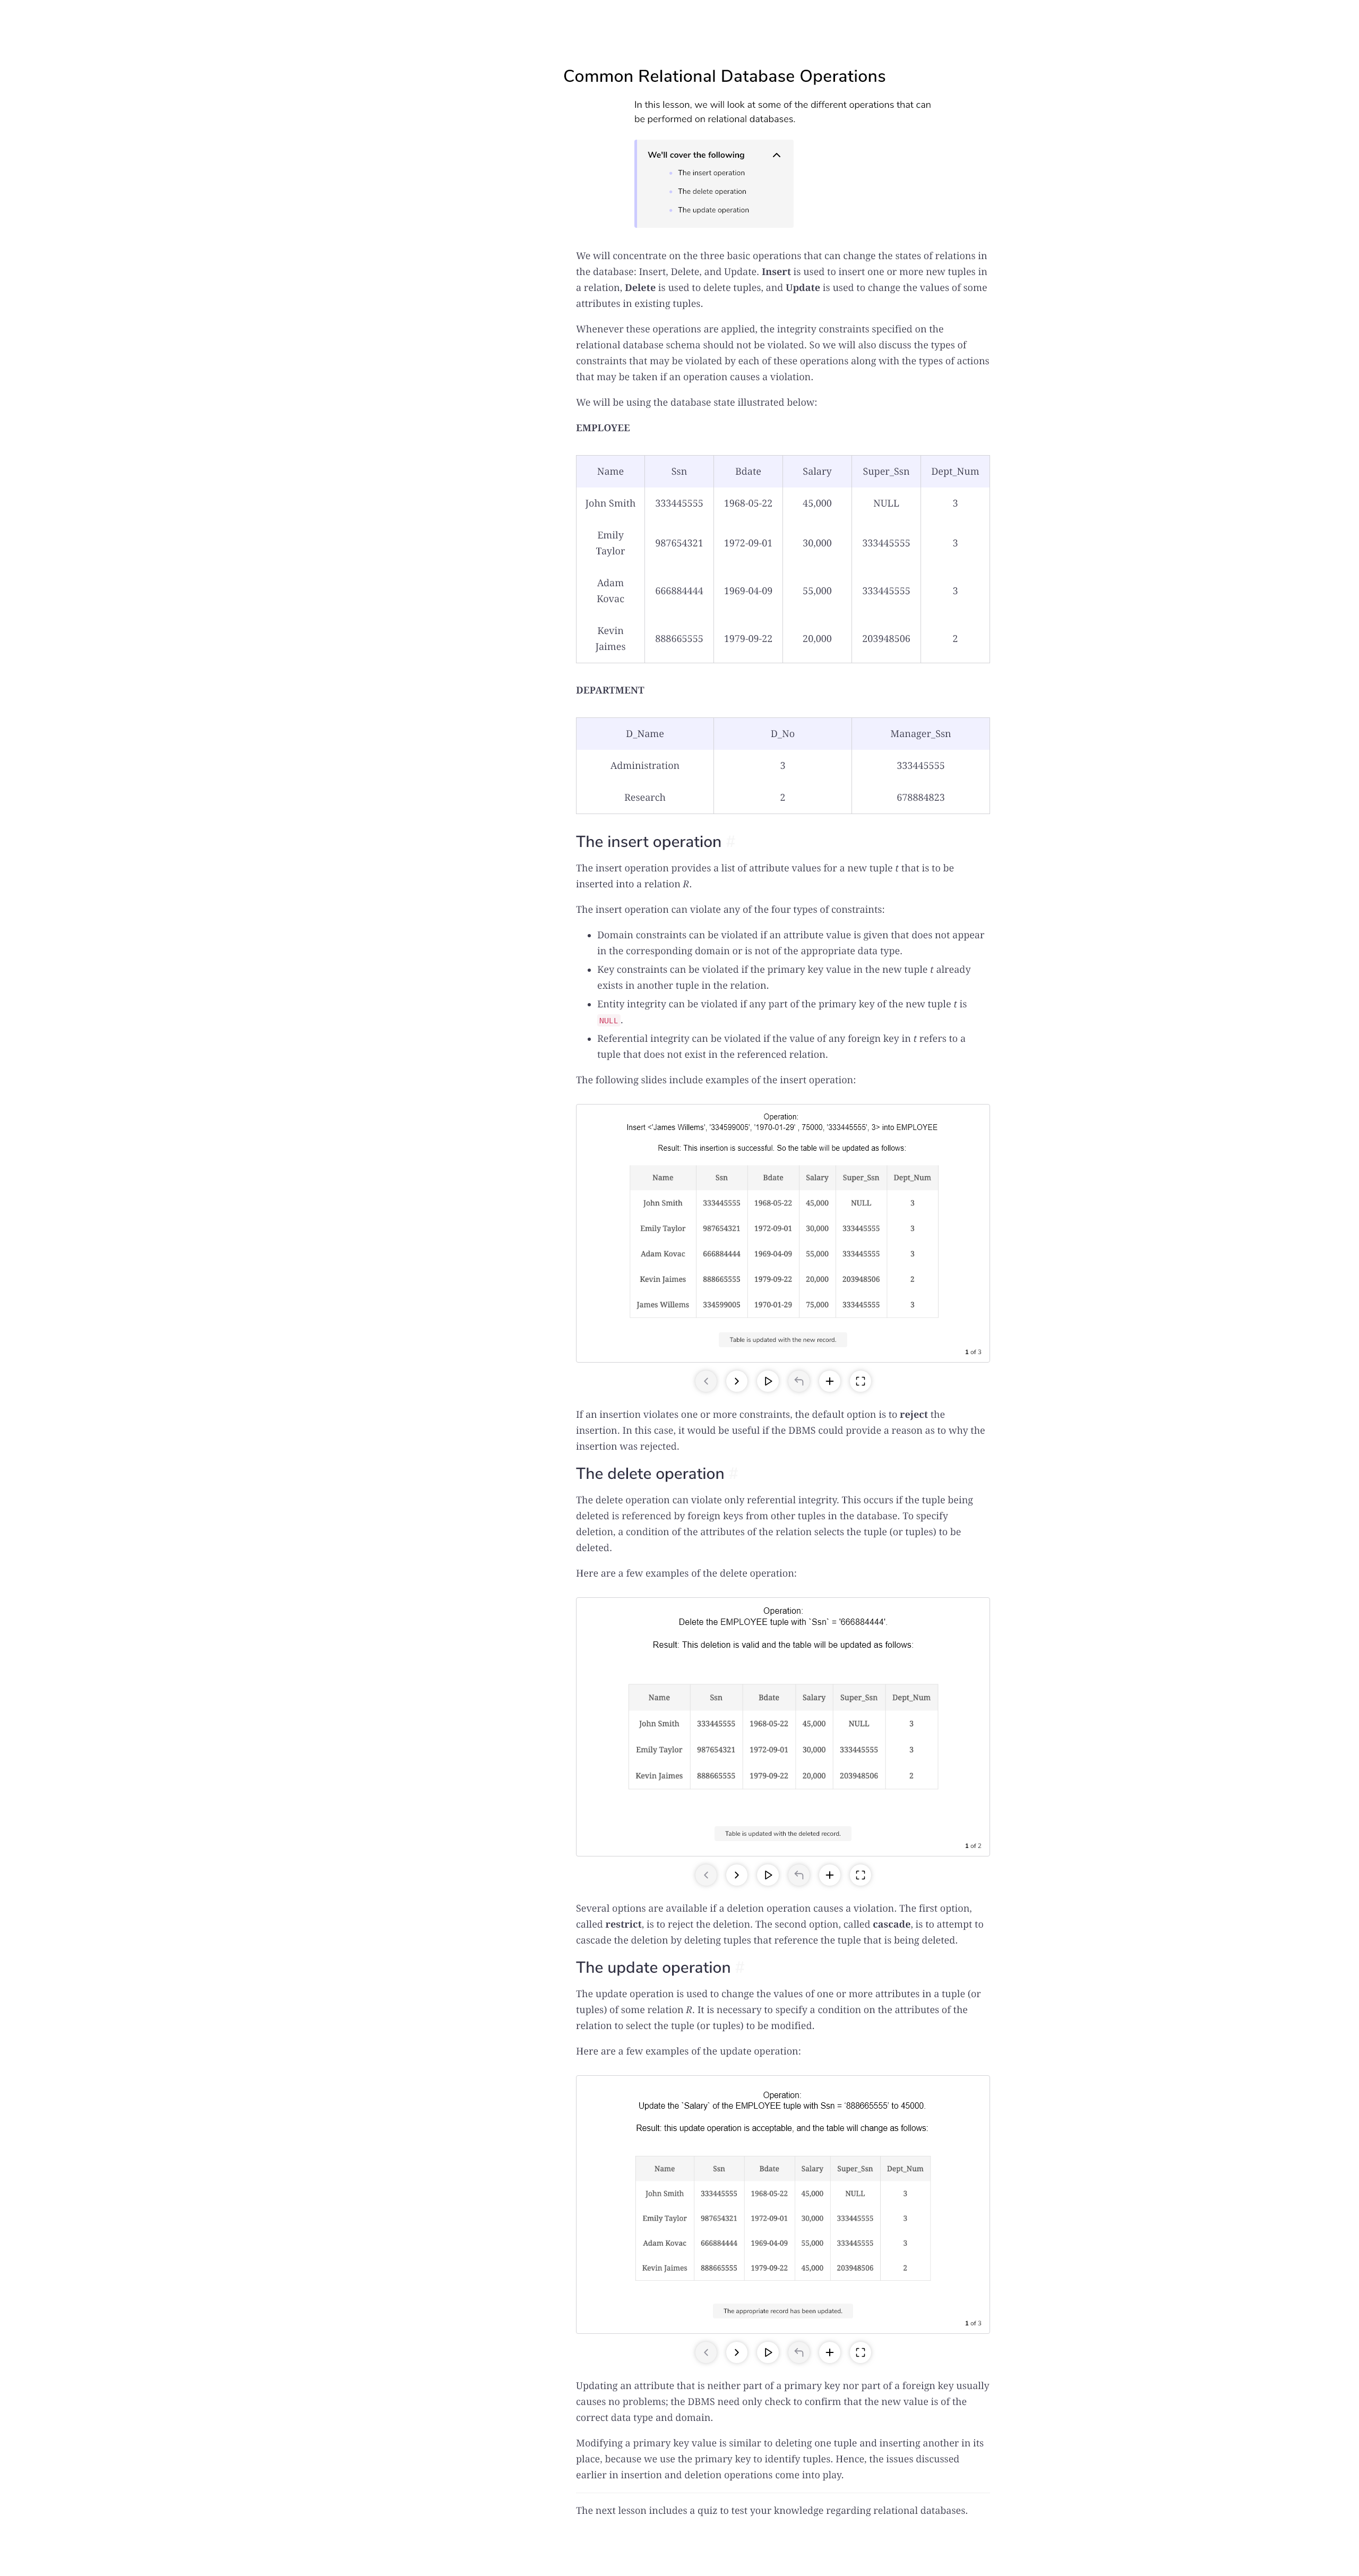 Common Relational Database Operations
In this lesson, we will look at some of the different operations that can
be performed on relational databases.
We'll cover the following
The insert operation
The delete operation
The update operation
We will concentrate on the three basic operations that can change the states of relations in
the database: Insert, Delete, and Update. Insert is used to insert one or more new tuples in
a relation, Delete is used to delete tuples, and Update is used to change the values of some
attributes in existing tuples.
Whenever these operations are applied, the integrity constraints specified on the
relational database schema should not be violated. So we will also discuss the types of
constraints that may be violated by each of these operations along with the types of actions
that may be taken if an operation causes a violation.
We will be using the database state illustrated below:
EMPLOYEE
Name Ssn Bdate Salary Super_Ssn Dept_Num
John Smith 333445555 1968-05-22 45,000 NULL 3
Emily
Taylor 987654321 1972-09-01 30,000 333445555 3
Adam
Kovac 666884444 1969-04-09 55,000 333445555 3
Kevin
Jaimes 888665555 1979-09-22 20,000 203948506 2
DEPARTMENT
D_Name D_No Manager_Ssn
Administration 3 333445555
Research 2 678884823
The insert operation #
The insert operation provides a list of attribute values for a new tuple t that is to be
inserted into a relation R.
The insert operation can violate any of the four types of constraints:
• Domain constraints can be violated if an attribute value is given that does not appear
in the corresponding domain or is not of the appropriate data type.
• Key constraints can be violated if the primary key value in the new tuple t already
exists in another tuple in the relation.
• Entity integrity can be violated if any part of the primary key of the new tuple t is
NULL.
• Referential integrity can be violated if the value of any foreign key in t refers to a
tuple that does not exist in the referenced relation.
The following slides include examples of the insert operation:
Operation:
Insert <'James Willems', '334599005', '1970-01-29' , 75000, '333445555', 3> into EMPLOYEE
Result: This insertion is successful. So the table will be updated as follows:
Name Ssn Bdate Salary Super_Ssn Dept_Num
John Smith 333445555 1968-05-22 45,000 NULL 3
Emily Taylor 987654321 1972-09-01 30,000 333445555 3
Adam Kovac 666884444 1969-04-09 55,000 333445555 3
Kevin Jaimes 888665555 1979-09-22 20,000 203948506 2
James Willems 334599005 1970-01-29 75,000 333445555 3
Table is updated with the new record.
1 of 3
If an insertion violates one or more constraints, the default option is to reject the
insertion. In this case, it would be useful if the DBMS could provide a reason as to why the
insertion was rejected.
The delete operation #
The delete operation can violate only referential integrity. This occurs if the tuple being
deleted is referenced by foreign keys from other tuples in the database. To specify
deletion, a condition of the attributes of the relation selects the tuple (or tuples) to be
deleted.
Here are a few examples of the delete operation:
Operation:
Delete the EMPLOYEE tuple with `Ssn` = '666884444'.
Result: This deletion is valid and the table will be updated as follows:
Name Ssn Bdate Salary Super_Ssn Dept_Num
John Smith 333445555 1968-05-22 45,000 NULL 3
Emily Taylor 987654321 1972-09-01 30,000 333445555 3
Kevin Jaimes 888665555 1979-09-22 20,000 203948506 2
Table is updated with the deleted record.
1 of 2
Several options are available if a deletion operation causes a violation. The first option,
called restrict, is to reject the deletion. The second option, called cascade, is to attempt to
cascade the deletion by deleting tuples that reference the tuple that is being deleted.
The update operation #
The update operation is used to change the values of one or more attributes in a tuple (or
tuples) of some relation R. It is necessary to specify a condition on the attributes of the
relation to select the tuple (or tuples) to be modified.
Here are a few examples of the update operation:
Operation:
Update the `Salary` of the EMPLOYEE tuple with Ssn = '888665555' to 45000.
Result: this update operation is acceptable, and the table will change as follows:
Name Ssn Bdate Salary Super_Ssn Dept_Num
John Smith 333445555 1968-05-22 45,000 NULL 3
Emily Taylor 987654321 1972-09-01 30,000 333445555 3
Adam Kovac 666884444 1969-04-09 55,000 333445555 3
Kevin Jaimes 888665555 1979-09-22 45,000 203948506 2
The appropriate record has been updated.
1 of 3
Updating an attribute that is neither part of a primary key nor part of a foreign key usually
causes no problems; the DBMS need only check to confirm that the new value is of the
correct data type and domain.
Modifying a primary key value is similar to deleting one tuple and inserting another in its
place, because we use the primary key to identify tuples. Hence, the issues discussed
earlier in insertion and deletion operations come into play.
The next lesson includes a quiz to test your knowledge regarding relational databases.